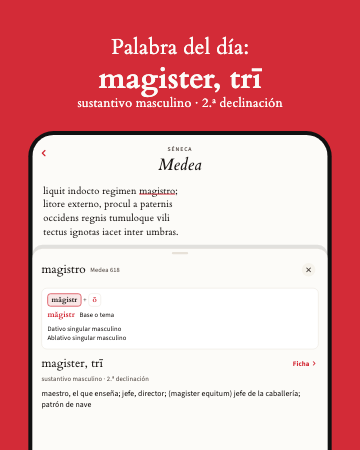 Palabra del día:
magister, trī
sustantivo masculino · 2.ª declinación
SÉNECA
Medea
liquit indocto regimen magistro;
litore externo, procul a paternis
occidens regnis tumuloque vili
tectus ignotas iacet inter umbras.
magistro Medea 618
măgistr + ō
măgistr Base o tema
Dativo singular masculino
Ablativo singular masculino
magister, trī
Ficha
sustantivo masculino · 2.ª declinación
maestro, el que enseña; jefe, director; (magister equitum) jefe de la caballería;
patrón de nave